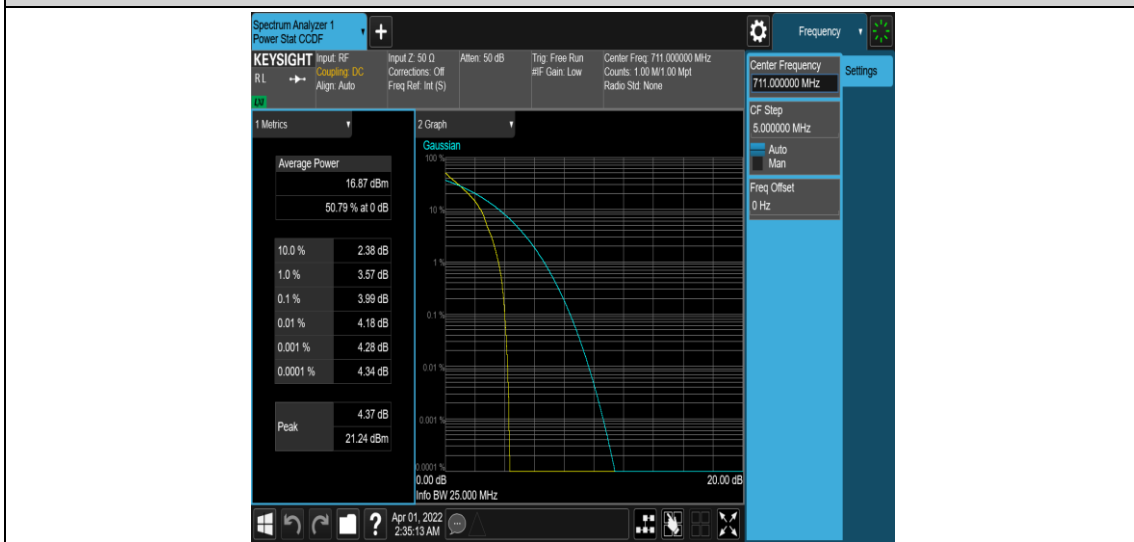 Spectrum Analyzer 1
Power Stat CCDF
+
Frequency
KEYSIGHT
RL
LXI
Input: RF
Coupling: DC
Align: Auto
Input Z: 50 Ω
Corrections: Off
Freq Ref: Int (S)
Atten: 50 dB
Trig: Free Run
#IF Gain: Low
Center Freq: 711.000000 MHz
Counts: 1.00 M/1.00 Mpt
Radio Std: None
Center Frequency
711.000000 MHz
Settings
CF Step
5.000000 MHz
Auto
Man
Freq Offset
0 Hz
1 Metrics
Average Power
16.87 dBm
50.79 % at 0 dB
10.0 % 2.38 dB
1.0 % 3.57 dB
0.1 % 3.99 dB
0.01 % 4.18 dB
0.001 % 4.28 dB
0.0001 % 4.34 dB
Peak
4.37 dB
21.24 dBm
2 Graph
Gaussian
100 %
10 %
1 %
0.1 %
0.01 %
0.001 %
0.0001 %
0.00 dB 20.00 dB
Info BW 25.000 MHz
?
Apr 01, 2022
2:35:13 AM